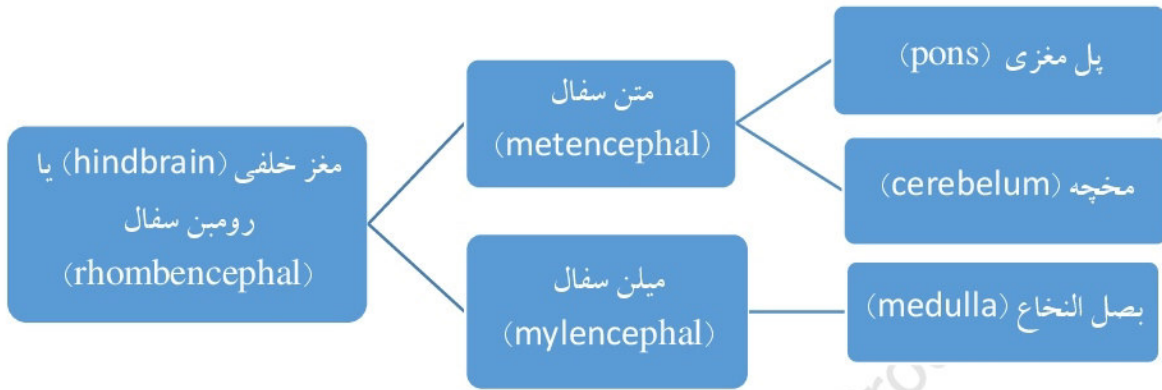 مغز خلفی (hindbrain) یا
رومبن سفال
(rhombencephal)
متن سفال
(metencephal)
پل مغزی (pons)
مخچه (cerebelum)
میلن سفال
(mylencephal)
بصل النخاع (medulla)